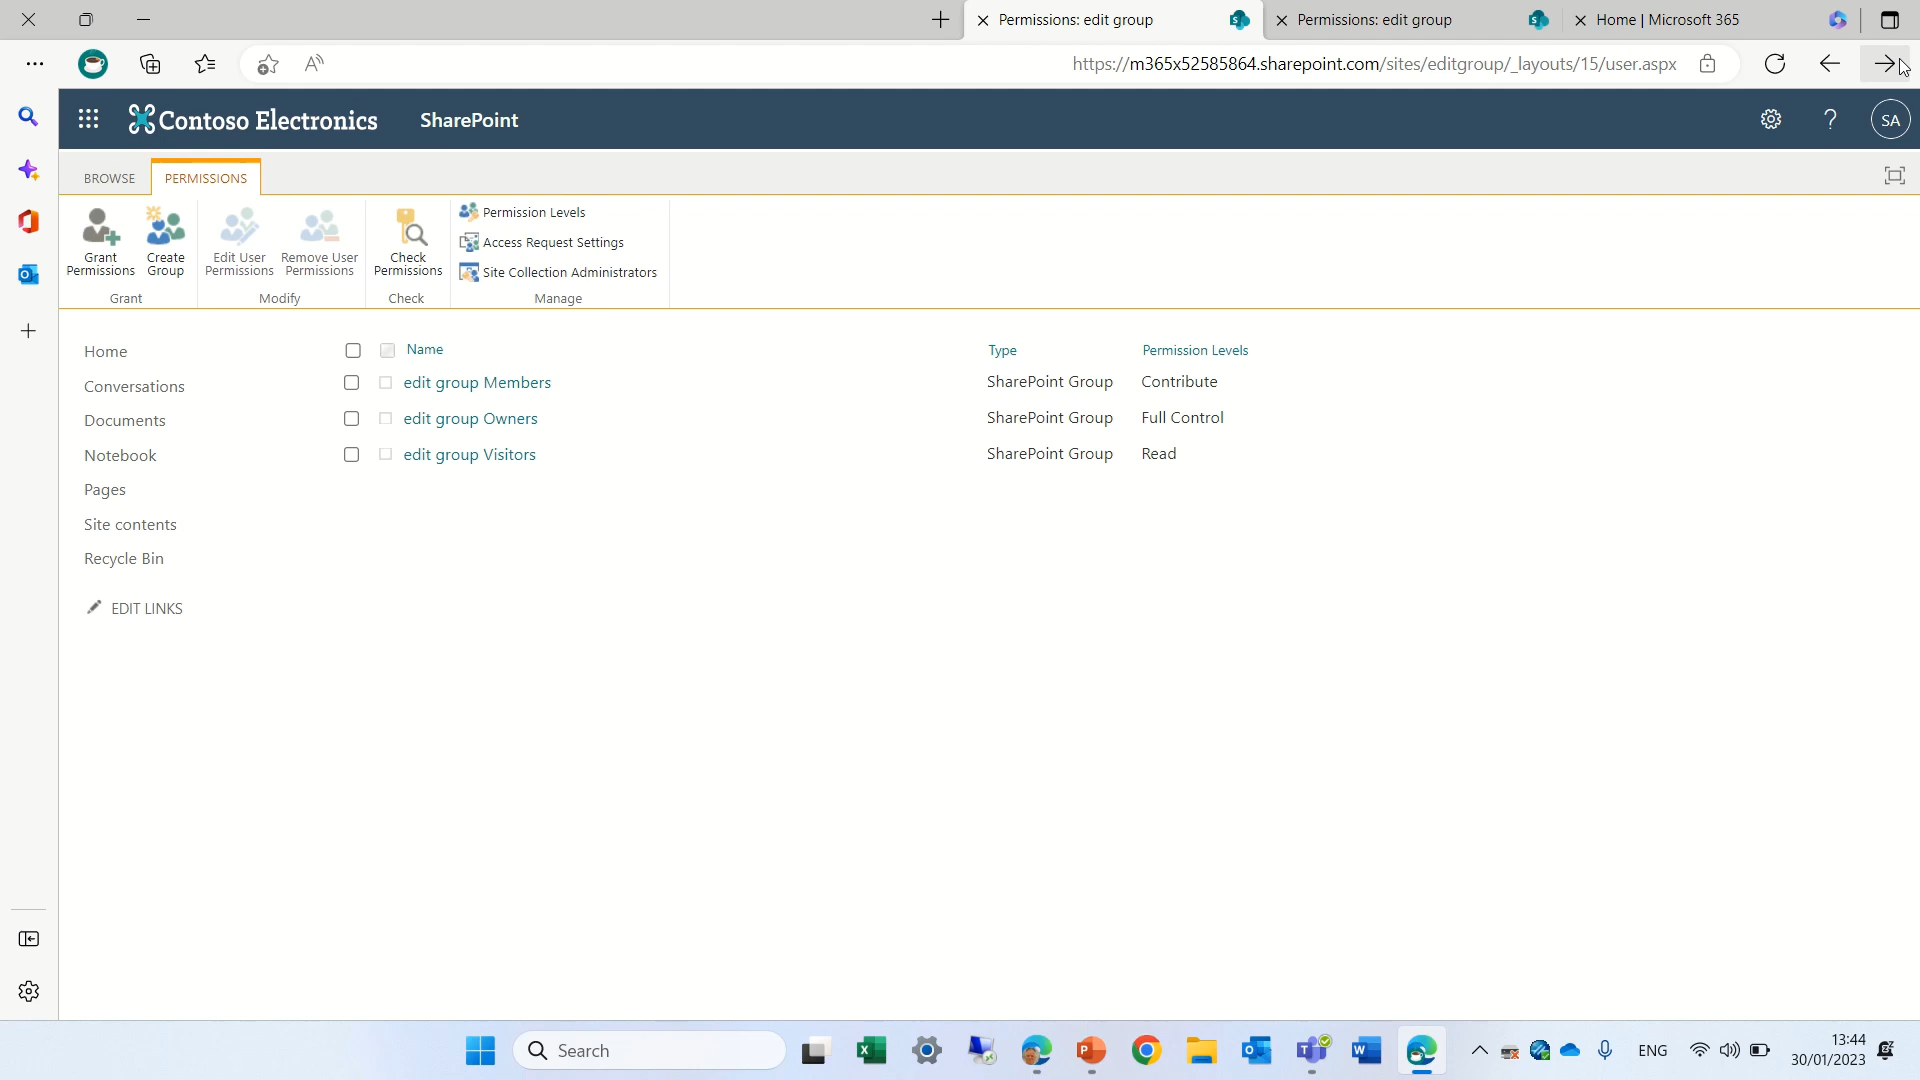 Permissions: edit group
Permissions: edit group
Home | Microsoft 365
https://m365x52585864.sharepoint.com/sites/editgroup/_layouts/15/user.aspx
Contoso Electronics
SharePoint
?
SA
BROWSE
PERMISSIONS
Grant
Permissions
Create
Group
Grant
Edit User
Permissions
Remove User
Permissions
Modify
Check
Permissions
Check
Permission Levels
Access Request Settings
Site Collection Administrators
Manage
Home
Conversations
Documents
Notebook
Pages
Site contents
Recycle Bin
EDIT LINKS
Name
Type
Permission Levels
edit group Members
SharePoint Group
Contribute
edit group Owners
SharePoint Group
Full Control
edit group Visitors
SharePoint Group
Read
Search
ENG
13:44
30/01/2023